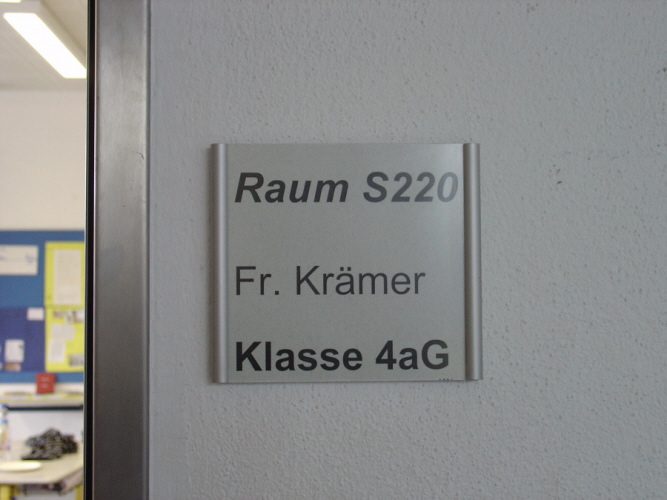 Raum S220
Fr. Krämer
Klasse 4aG